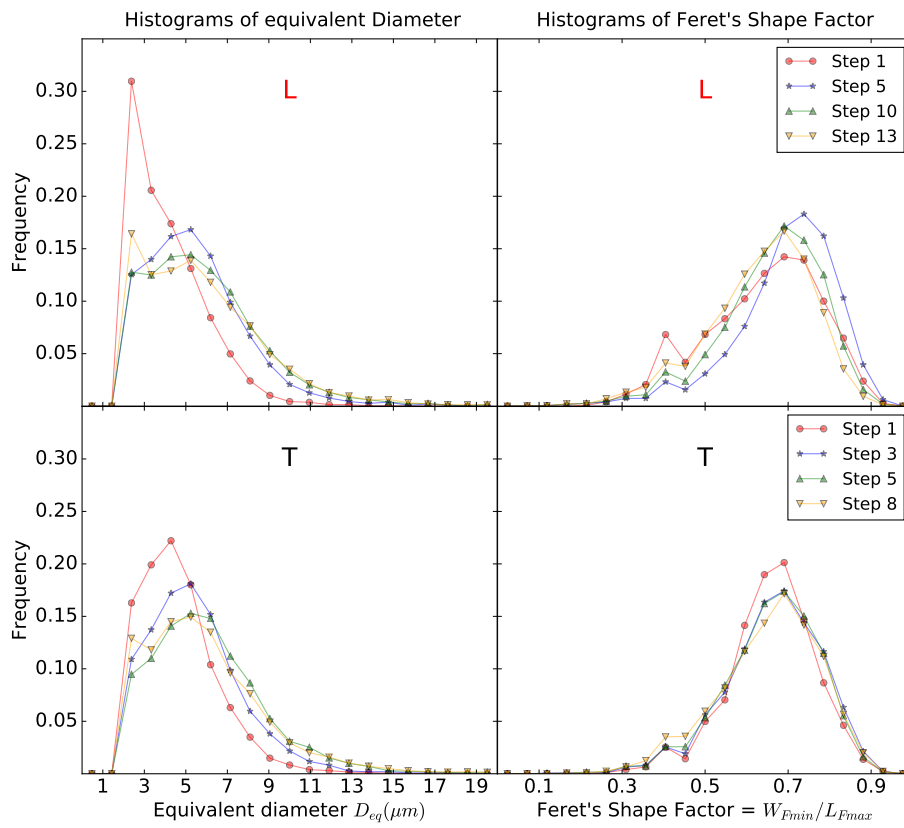 Histograms of equivalent Diameter
Histograms of Feret's Shape Factor
L
L
Step 1
Step 5
Step 10
Step 13
Frequency
0.30
0.25
0.20
0.15
0.10
0.05
T
T
Step 1
Step 3
Step 5
Step 8
Frequency
0.30
0.25
0.20
0.15
0.10
0.05
1 3 5 7 9 11 13 15 17 19
0.1 0.3 0.5 0.7 0.9
Equivalent diameter D_{eq}(μm)
Feret's Shape Factor = W_{Fmin}/L_{Fmax}